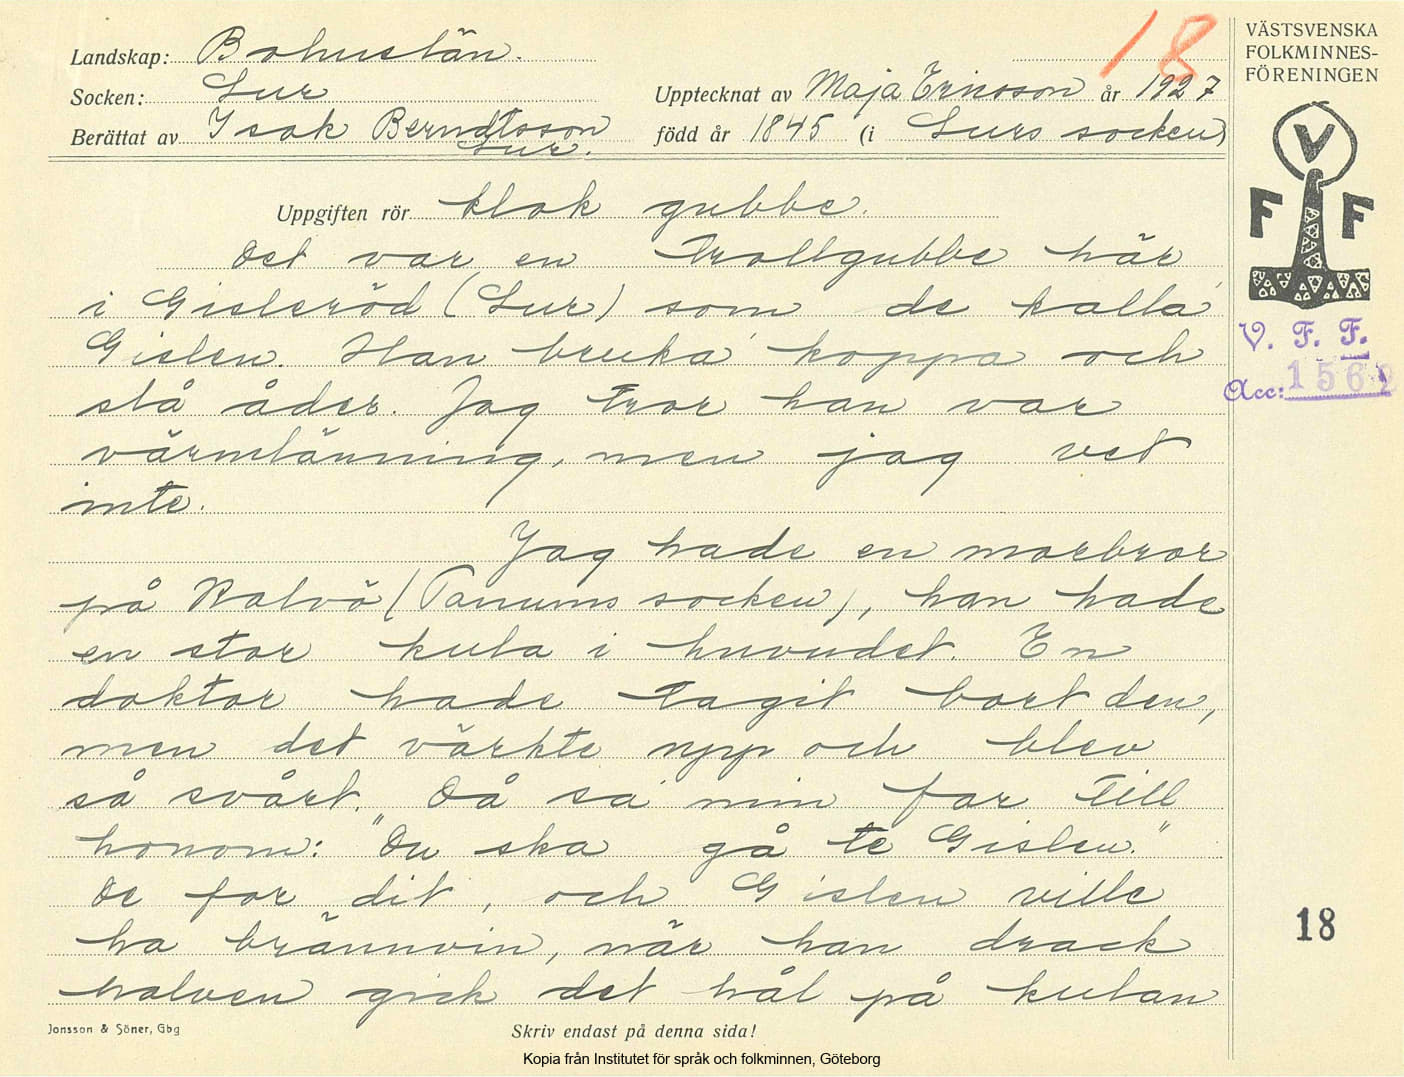 18
Landskap: Bohuslän.
Socken: Lur
Upptecknat av Maja Ericsson år 1927
Berättat av Isak Berndtsson
Lur.
född år 1845 (i Lurs socken)
Uppgiften rör klok gubbe.
Det var en trollgubbe här
i Gisleröd (Lur) som de kalla'
Gislen. Han bruka' koppa och
slå åder. Jag tror han var
värmlänning, men jag vet
inte.
Jag hade en morbror
på Kalvö (Tanums socken), han hade
en stor kula i huvudet. En
doktor hade tagit bort den,
men det värkte upp och blev
så svårt. Då sa' min far till
honom: "Du ska gå te Gislen."
De for dit, och Gislen ville
ha brännvin, när han drack
halven gick det hål på kulan
Jonsson & Söner, Gbg
Skriv endast på denna sida!
Kopia från Institutet för språk och folkminnen, Göteborg
VÄSTSVENSKA
FOLKMINNES-
FÖRENINGEN
V
F F
V. F. F.
Acc: 1562
18